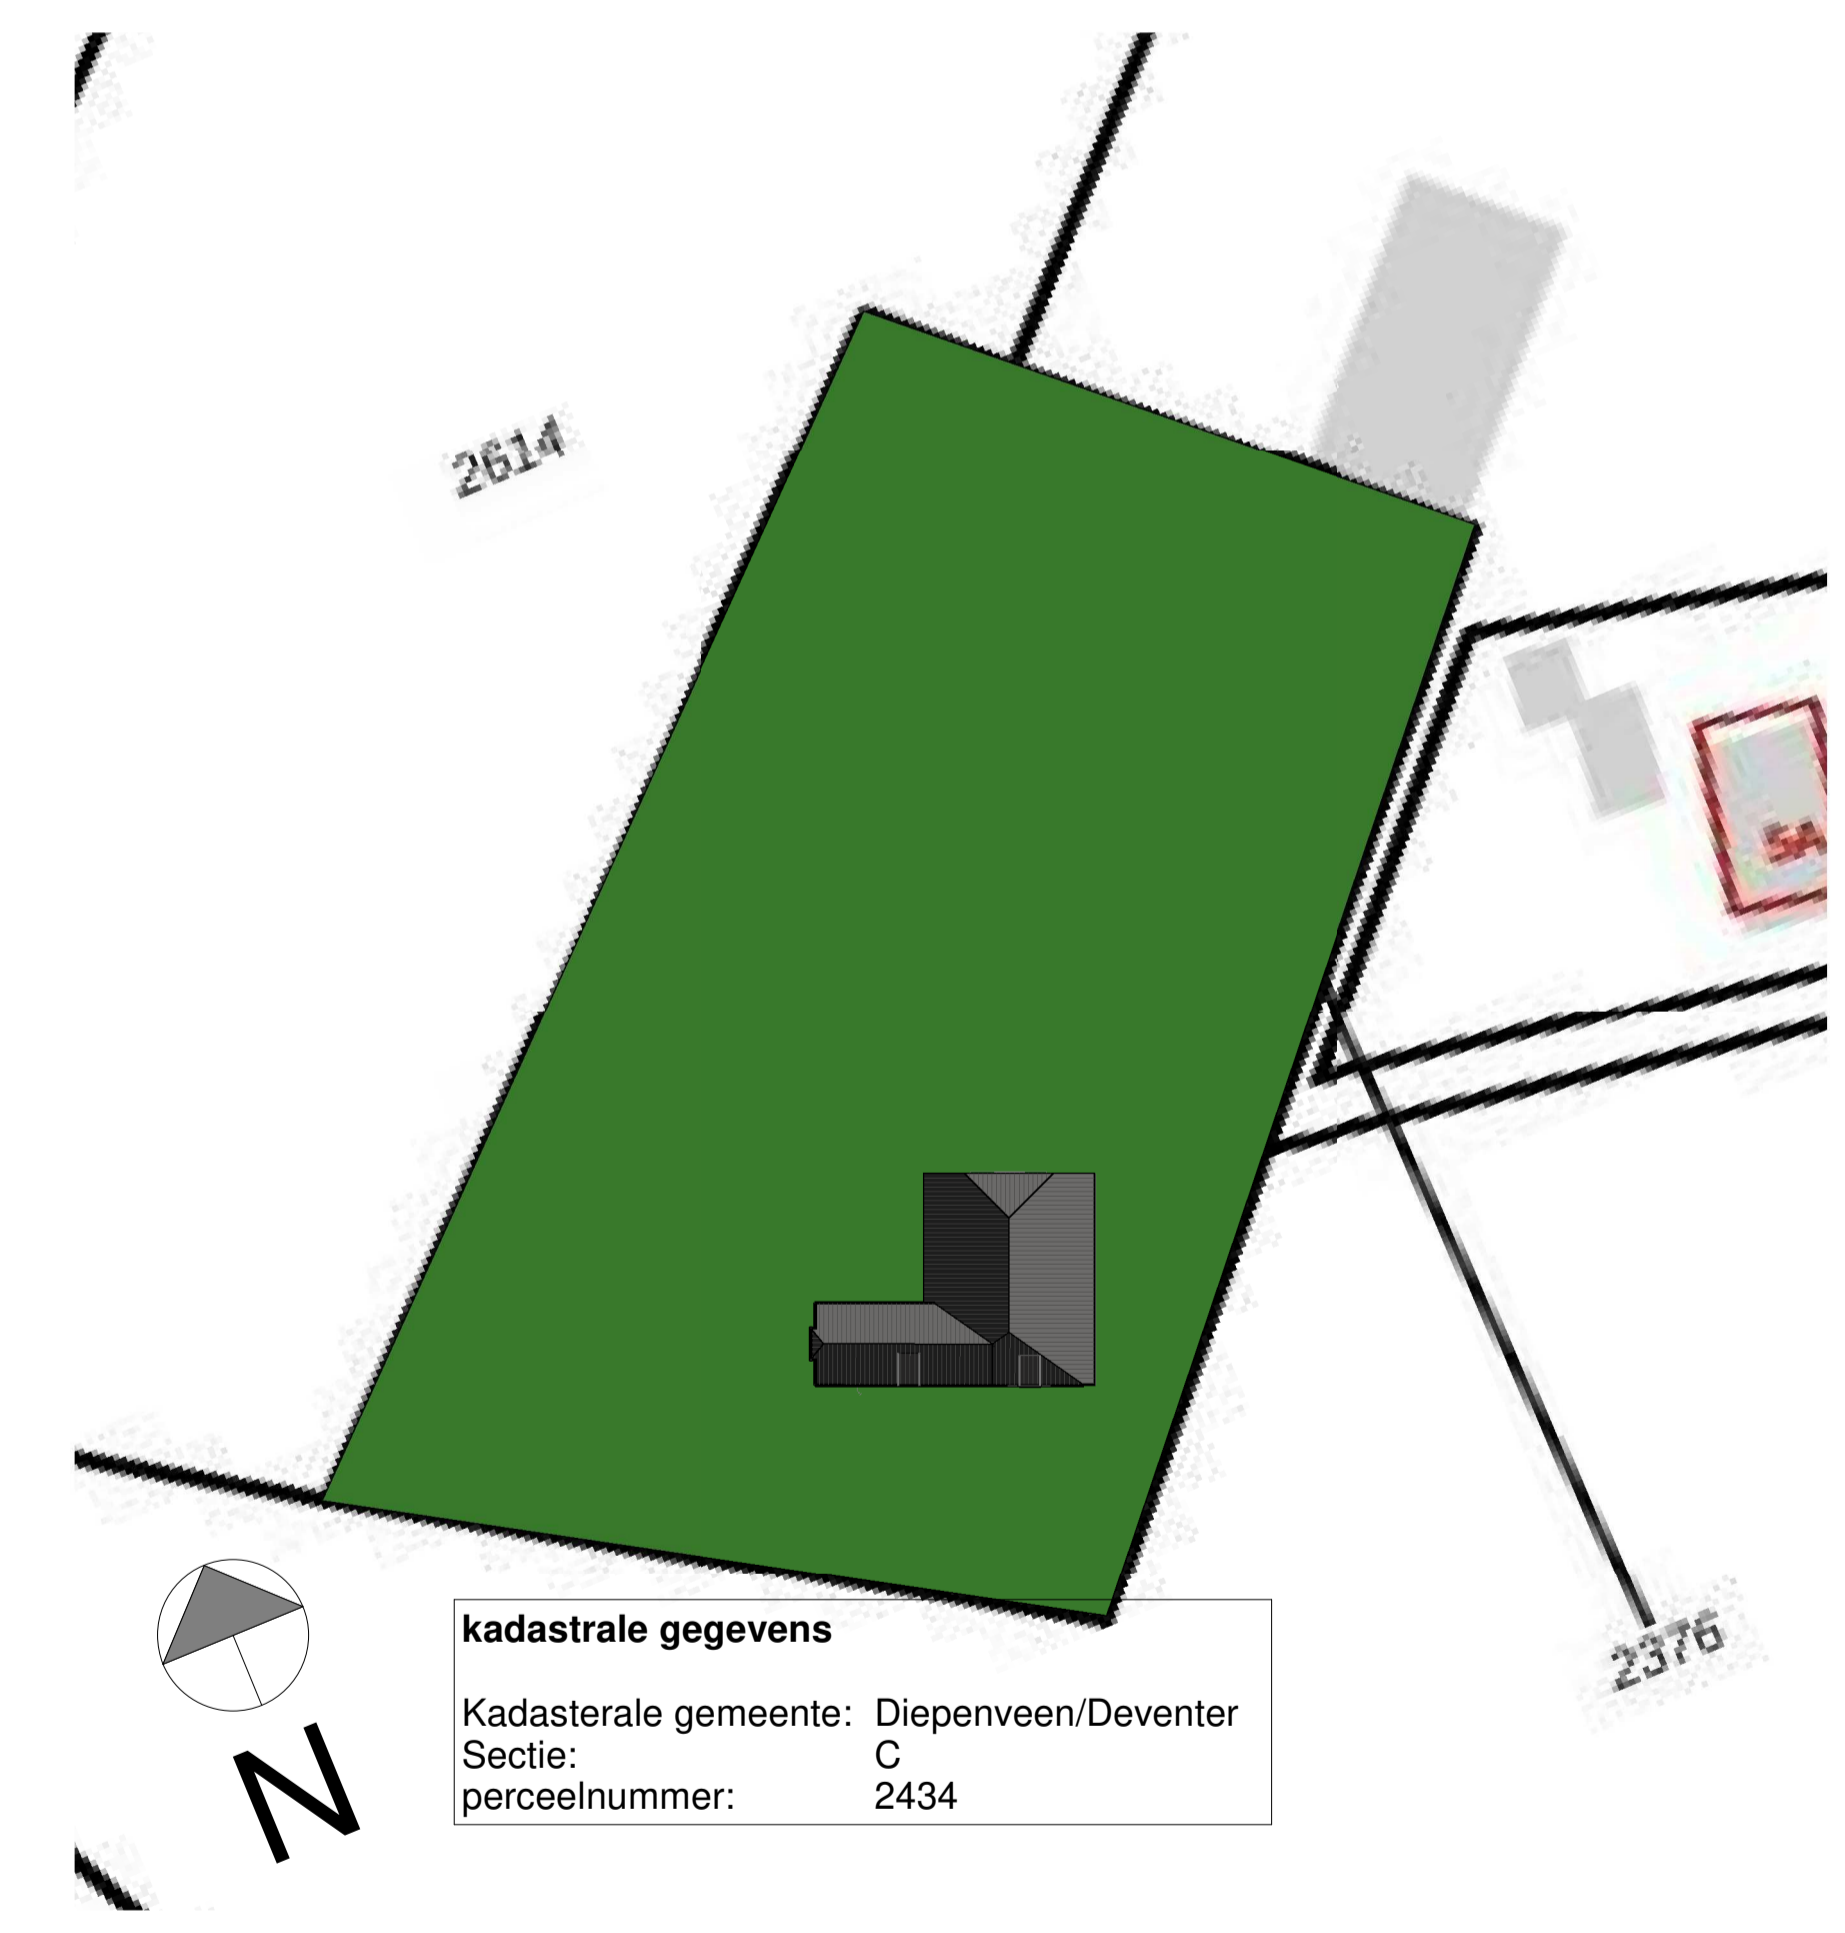 2614
kadastrale gegevens
Kadasterale gemeente: Diepenveen/Deventer
Sectie: C
perceelnummer: 2434
2376
N